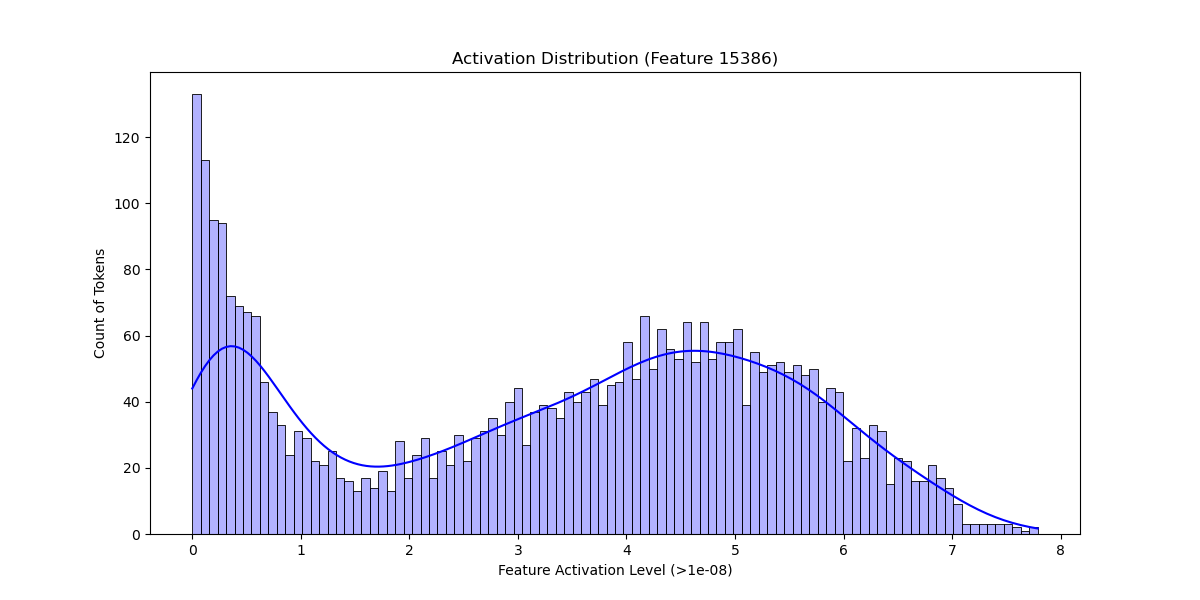 Activation Distribution (Feature 15386)
Count of Tokens
120
100
80
60
40
20
0
0 1 2 3 4 5 6 7 8
Feature Activation Level (>1e-08)